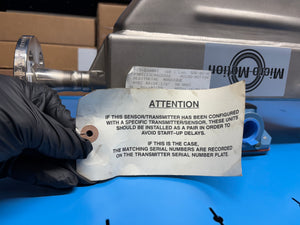 Micro Motion
ATTENTION
IF THIS SENSOR/TRANSMITTER HAS BEEN CONFIGURED
WITH A SPECIFIC TRANSMITTER/SENSOR, THESE UNITS
SHOULD BE INSTALLED AS A PAIR IN ORDER TO
AVOID START-UP DELAYS.
IF THIS IS THE CASE,
THE MATCHING SERIAL NUMBERS ARE RECORDED
ON THE TRANSMITTER SERIAL NUMBER PLATE.